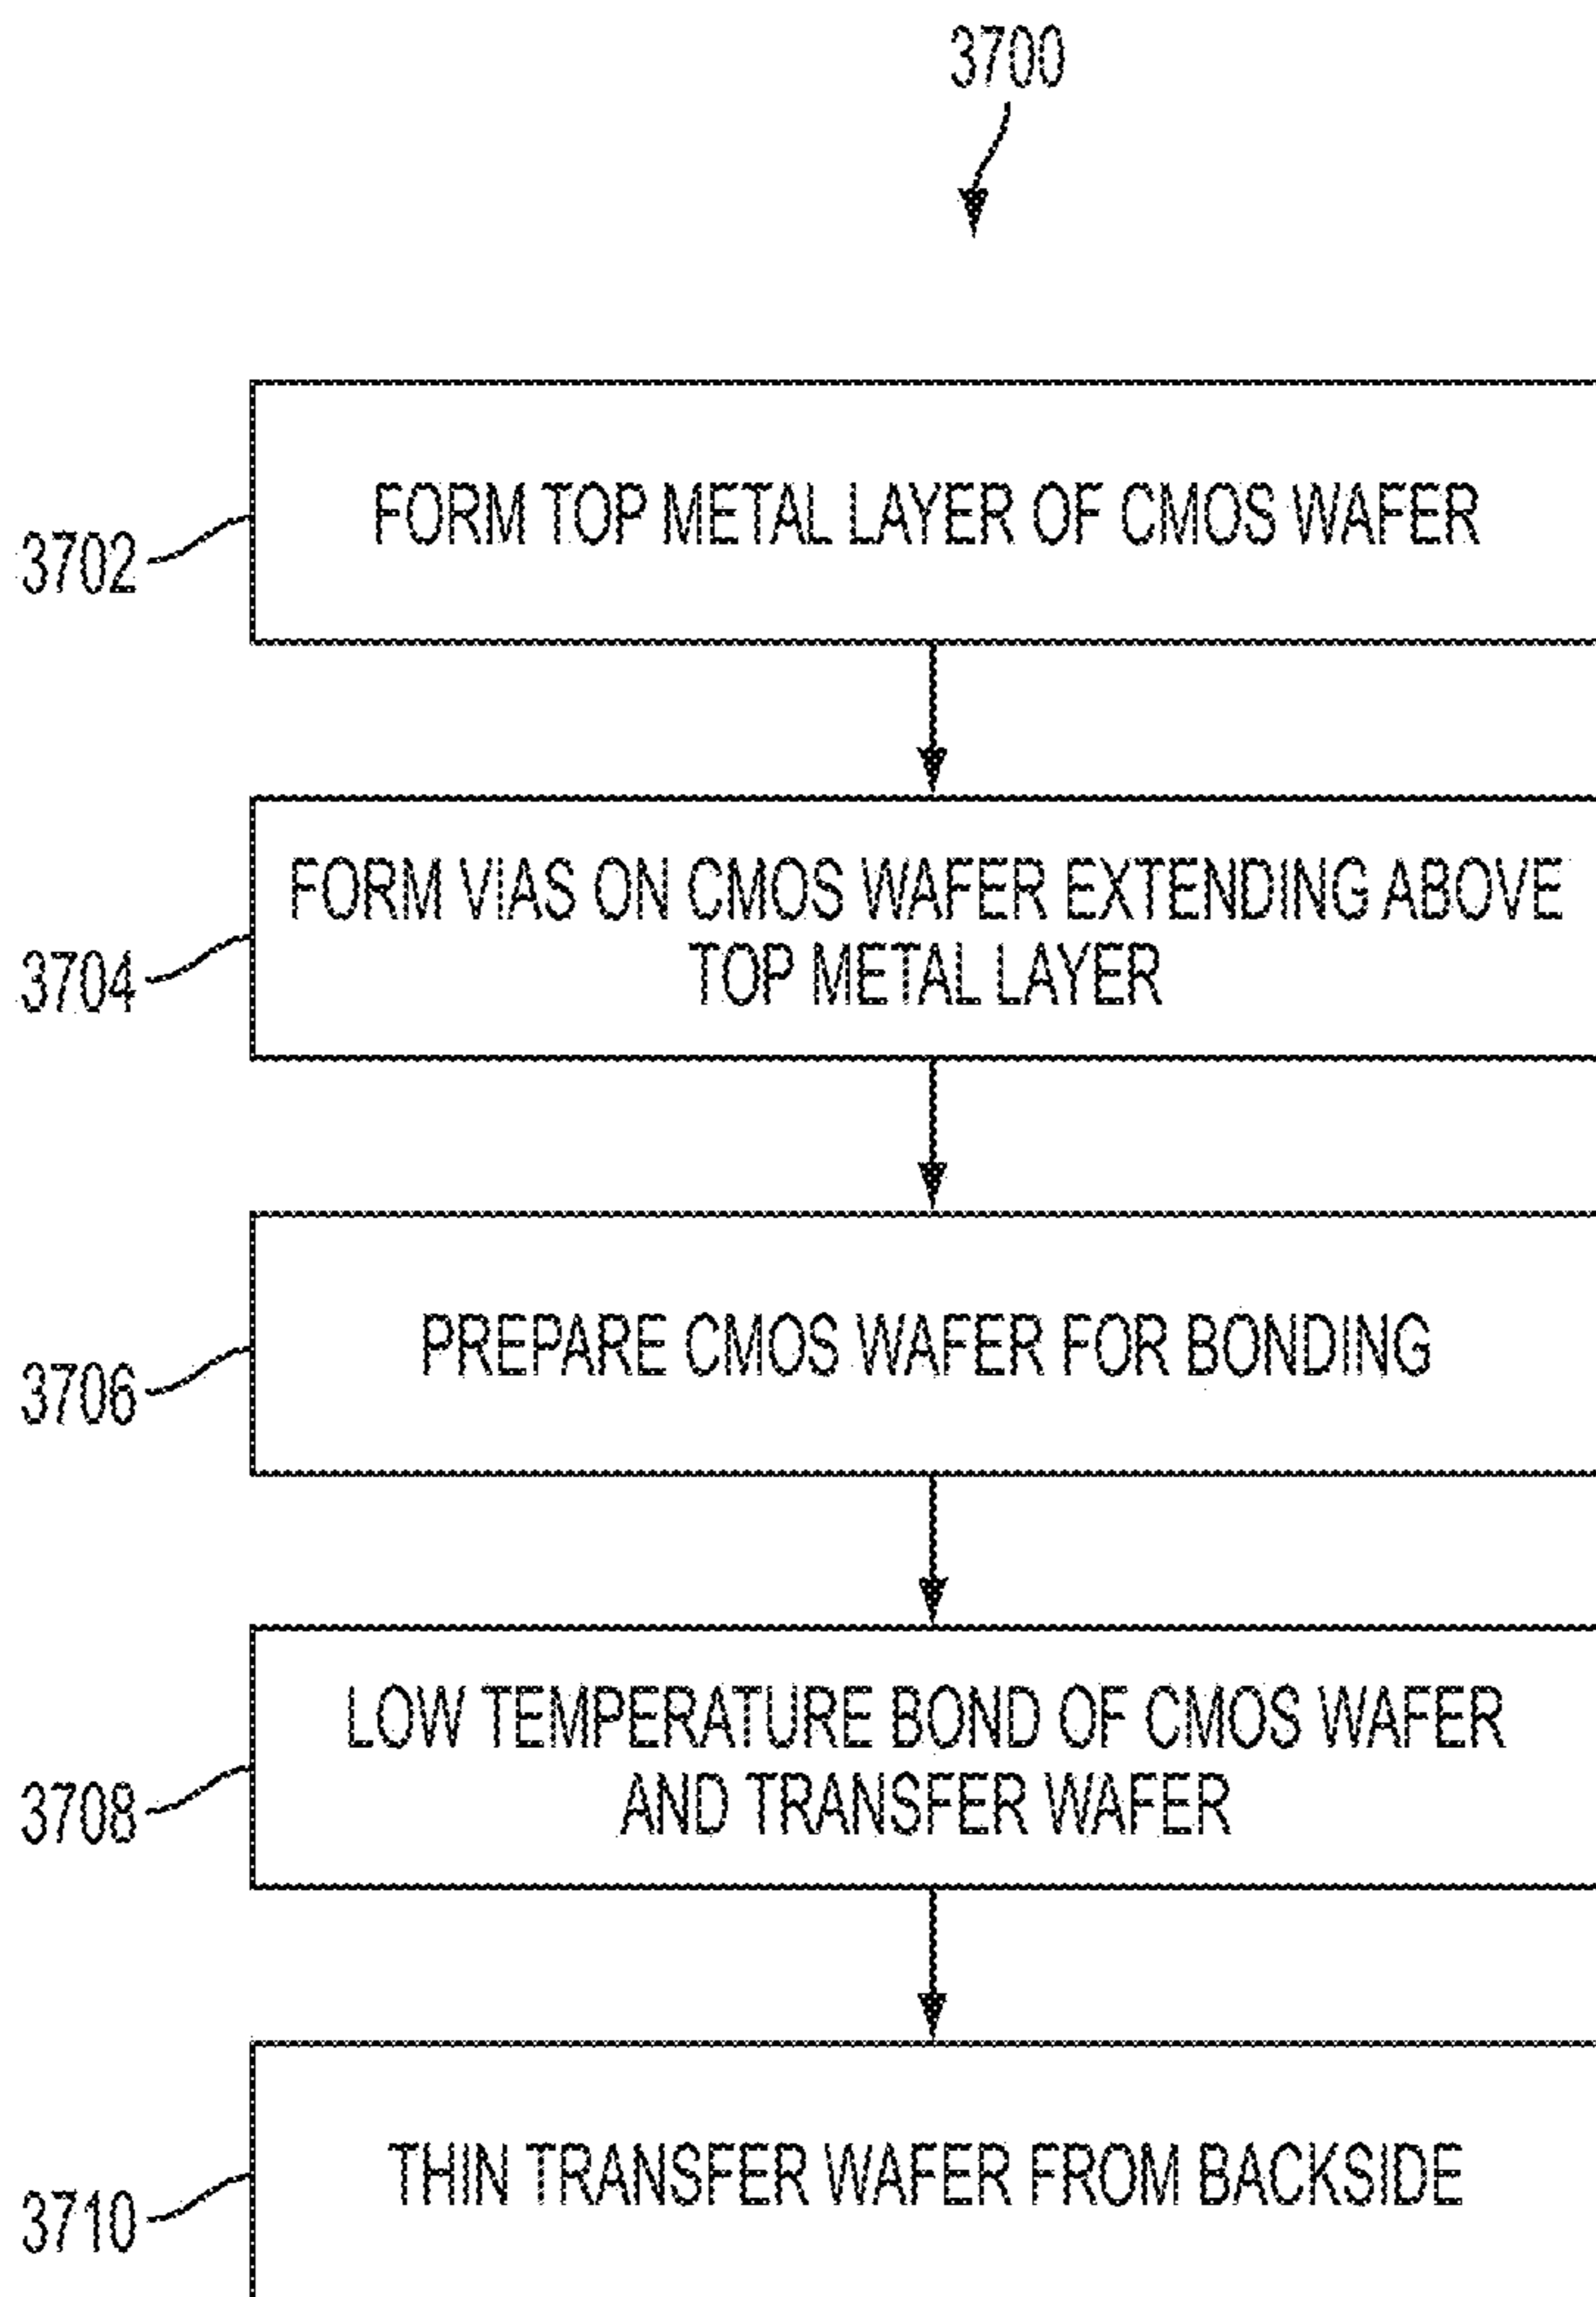 3700
3702
FORM TOP METAL LAYER OF CMOS WAFER
3704
FORM VIAS ON CMOS WAFER EXTENDING ABOVE
TOP METAL LAYER
3706
PREPARE CMOS WAFER FOR BONDING
3708
LOW TEMPERATURE BOND OF CMOS WAFER
AND TRANSFER WAFER
3710
THIN TRANSFER WAFER FROM BACKSIDE